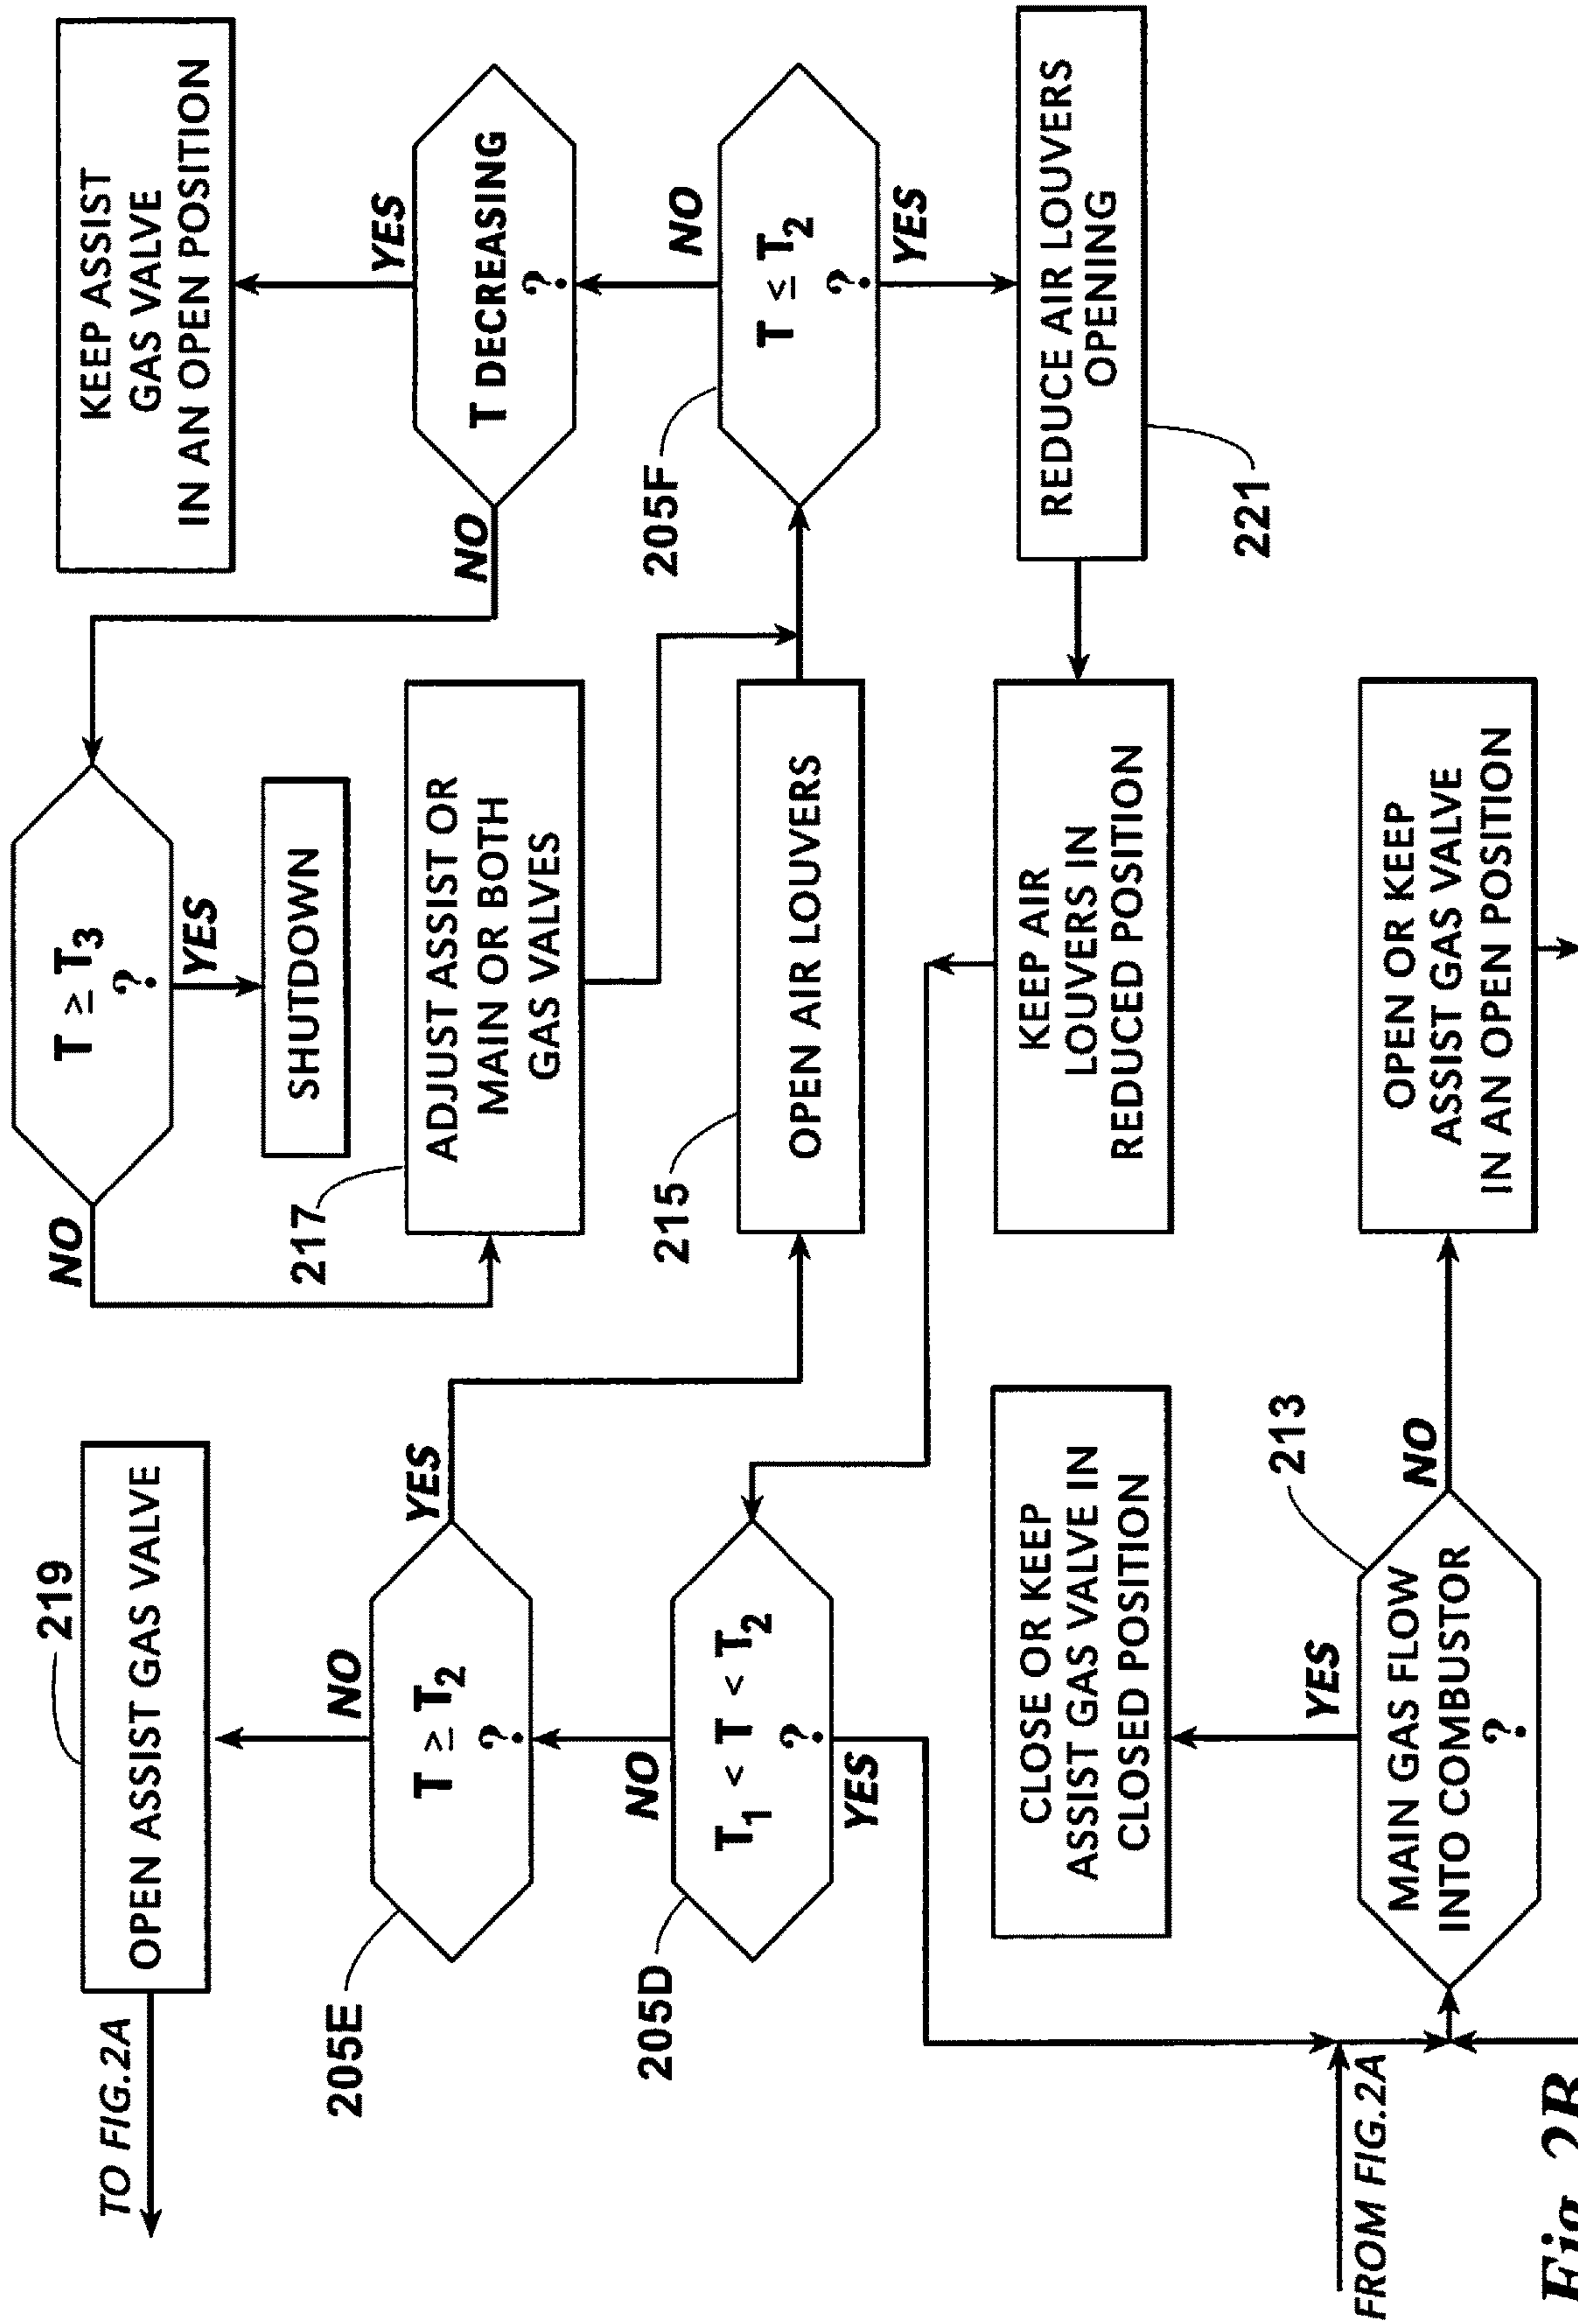 TO FIG.2A
219
OPEN ASSIST GAS VALVE
NO
205E
T ≥ T2
?
YES
NO
205D
T1 < T < T2
?
YES
FROM FIG.2A
CLOSE OR KEEP
ASSIST GAS VALVE IN
CLOSED POSITION
YES
213
MAIN GAS FLOW
INTO COMBUSTOR
?
NO
OPEN OR KEEP
ASSIST GAS VALVE
IN AN OPEN POSITION
NO
T ≥ T3
?
YES
SHUTDOWN
217
ADJUST ASSIST OR
MAIN OR BOTH
GAS VALVES
215
OPEN AIR LOUVERS
KEEP AIR
LOUVERS IN
REDUCED POSITION
KEEP ASSIST
GAS VALVE
IN AN OPEN POSITION
YES
NO
T DECREASING
?
NO
205F
T ≤ T2
?
YES
REDUCE AIR LOUVERS
OPENING
221
Fig. 2B